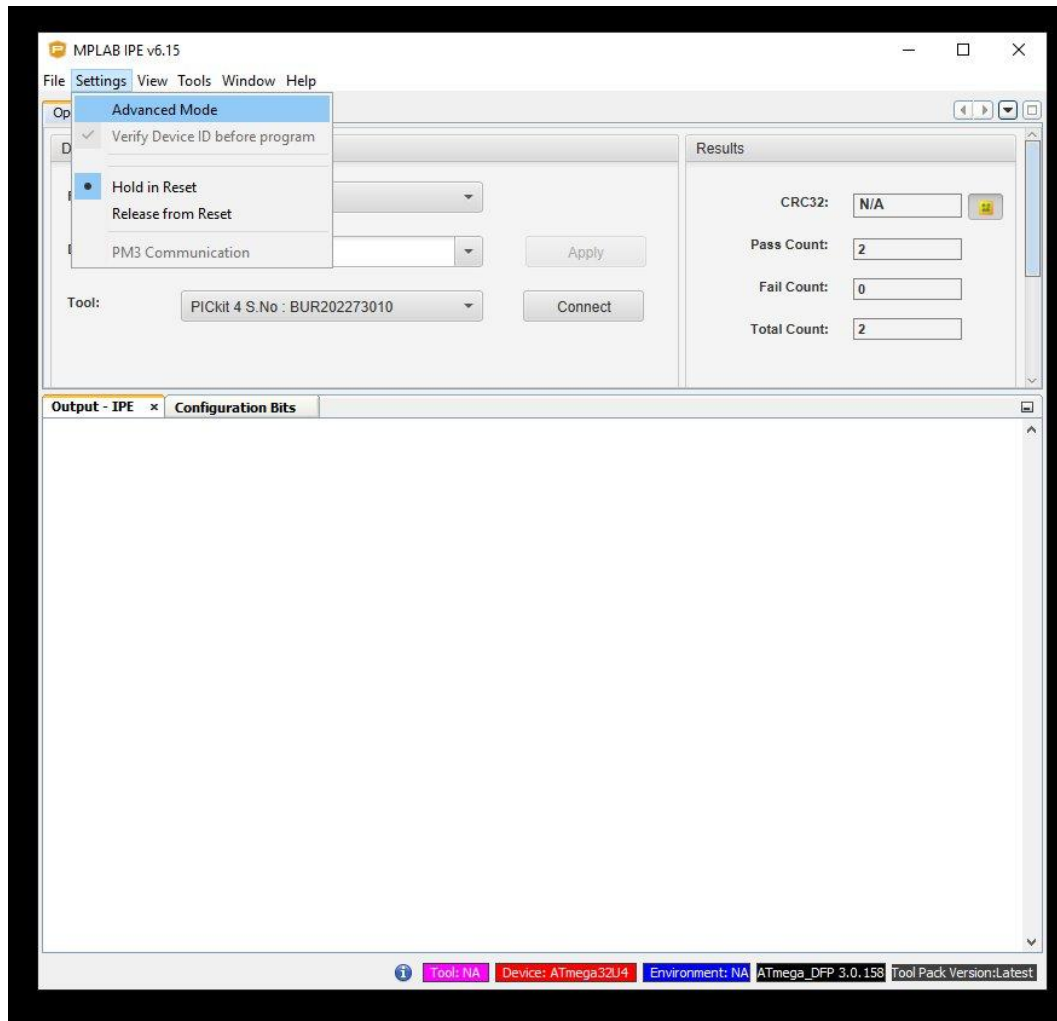 MPLAB IPE v6.15
File Settings View Tools Window Help
Op
Advanced Mode
Verify Device ID before program
Hold in Reset
Release from Reset
PM3 Communication
D
Results
CRC32: N/A
Pass Count: 2
Apply
Fail Count: 0
Tool: PICkit 4 S.No : BUR202273010 Connect
Total Count: 2
Output - IPE x Configuration Bits
Tool: NA Device: ATmega32U4 Environment: NA ATmega_DFP 3.0.158 Tool Pack Version:Latest